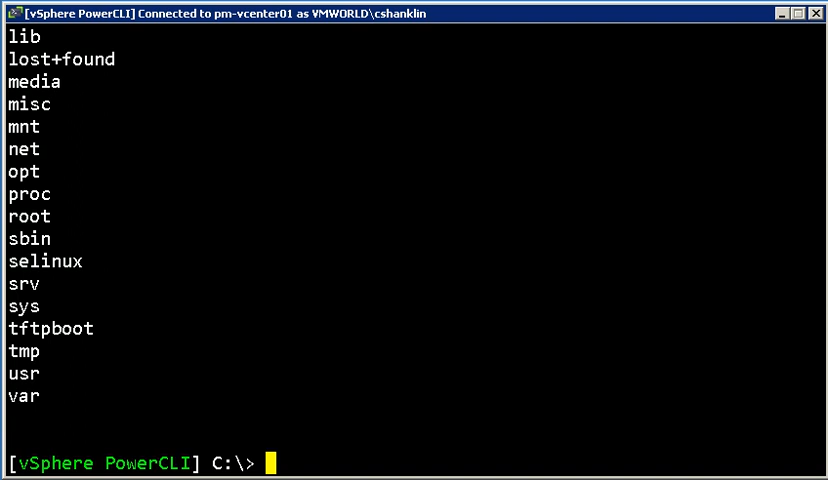 [vSphere PowerCLI] Connected to pm-vcenter01 as VMWORLD\cshanklin
lib
lost+found
media
misc
mnt
net
opt
proc
root
sbin
selinux
srv
sys
tftpboot
tmp
usr
var
[vSphere PowerCLI] C:\>